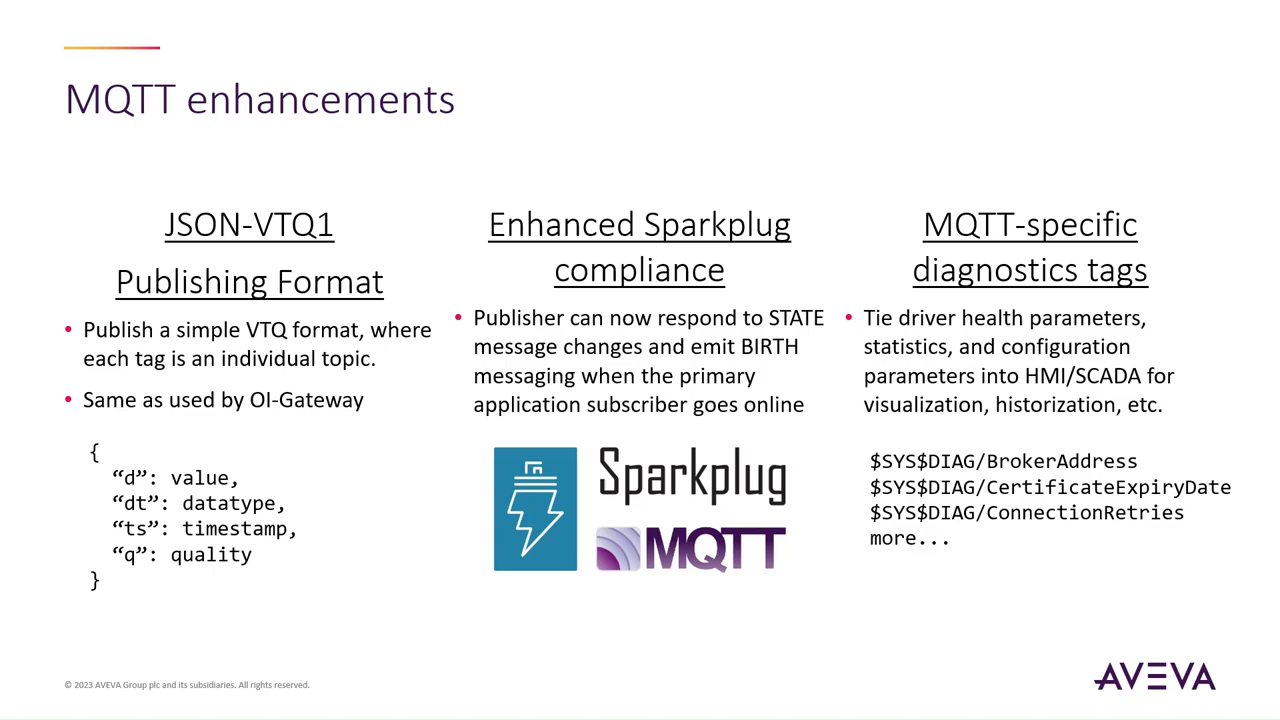 MQTT enhancements
JSON-VTQ1
Publishing Format
• Publish a simple VTQ format, where
each tag is an individual topic.
• Same as used by OI-Gateway
{
“d”: value,
“dt”: datatype,
“ts”: timestamp,
“q”: quality
}
Enhanced Sparkplug
compliance
• Publisher can now respond to STATE
message changes and emit BIRTH
messaging when the primary
application subscriber goes online
Sparkplug
MQTT
MQTT-specific
diagnostics tags
• Tie driver health parameters,
statistics, and configuration
parameters into HMI/SCADA for
visualization, historization, etc.
$SYS$DIAG/BrokerAddress
$SYS$DIAG/CertificateExpiryDate
$SYS$DIAG/ConnectionRetries
more...
© 2023 AVEVA Group plc and its subsidiaries. All rights reserved.
AVEVA